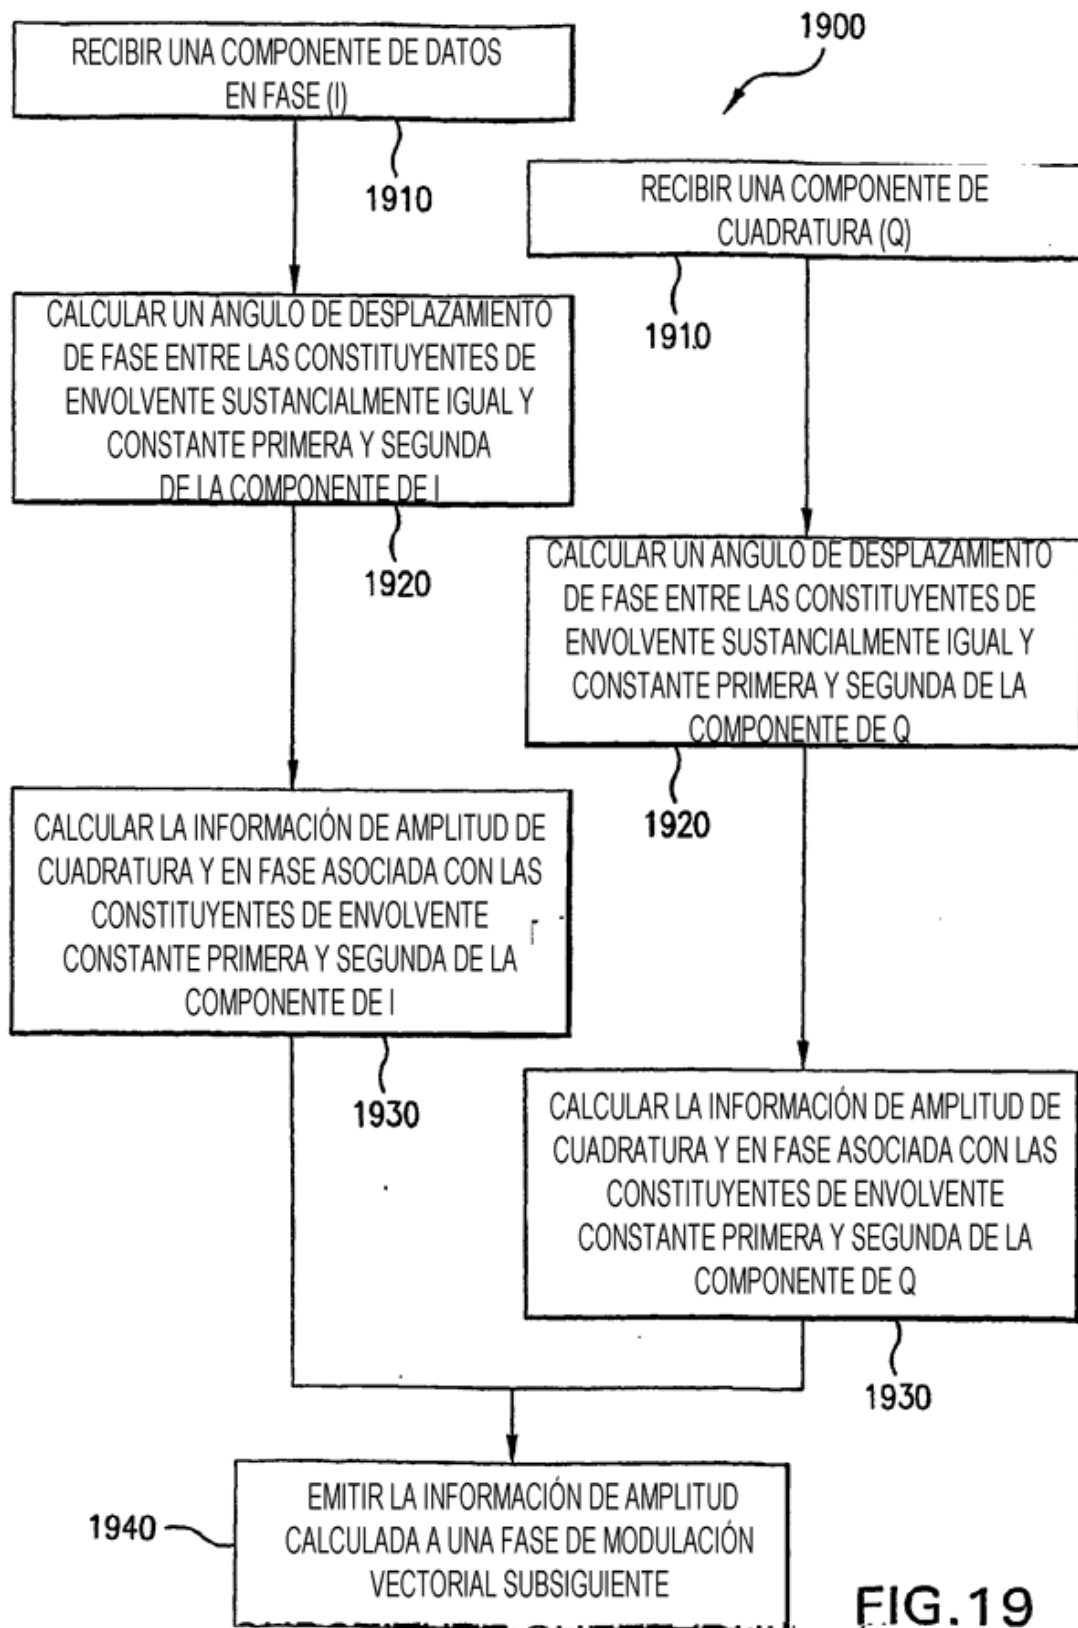 1900
RECIBIR UNA COMPONENTE DE DATOS
EN FASE (I)
1910
RECIBIR UNA COMPONENTE DE
CUADRATURA (Q)
1910
CALCULAR UN ANGULO DE DESPLAZAMIENTO
DE FASE ENTRE LAS CONSTITUYENTES DE
ENVOLVENTE SUSTANCIALMENTE IGUAL Y
CONSTANTE PRIMERA Y SEGUNDA
DE LA COMPONENTE DE I
1920
CALCULAR UN ANGULO DE DESPLAZAMIENTO
DE FASE ENTRE LAS CONSTITUYENTES DE
ENVOLVENTE SUSTANCIALMENTE IGUAL Y
CONSTANTE PRIMERA Y SEGUNDA DE LA
COMPONENTE DE Q
1920
CALCULAR LA INFORMACIÓN DE AMPLITUD DE
CUADRATURA Y EN FASE ASOCIADA CON LAS
CONSTITUYENTES DE ENVOLVENTE
CONSTANTE PRIMERA Y SEGUNDA DE LA
COMPONENTE DE I
1930
CALCULAR LA INFORMACIÓN DE AMPLITUD DE
CUADRATURA Y EN FASE ASOCIADA CON LAS
CONSTITUYENTES DE ENVOLVENTE
CONSTANTE PRIMERA Y SEGUNDA DE LA
COMPONENTE DE Q
1930
EMITIR LA INFORMACIÓN DE AMPLITUD
CALCULADA A UNA FASE DE MODULACIÓN
VECTORIAL SUBSIGUIENTE
1940
FIG.19